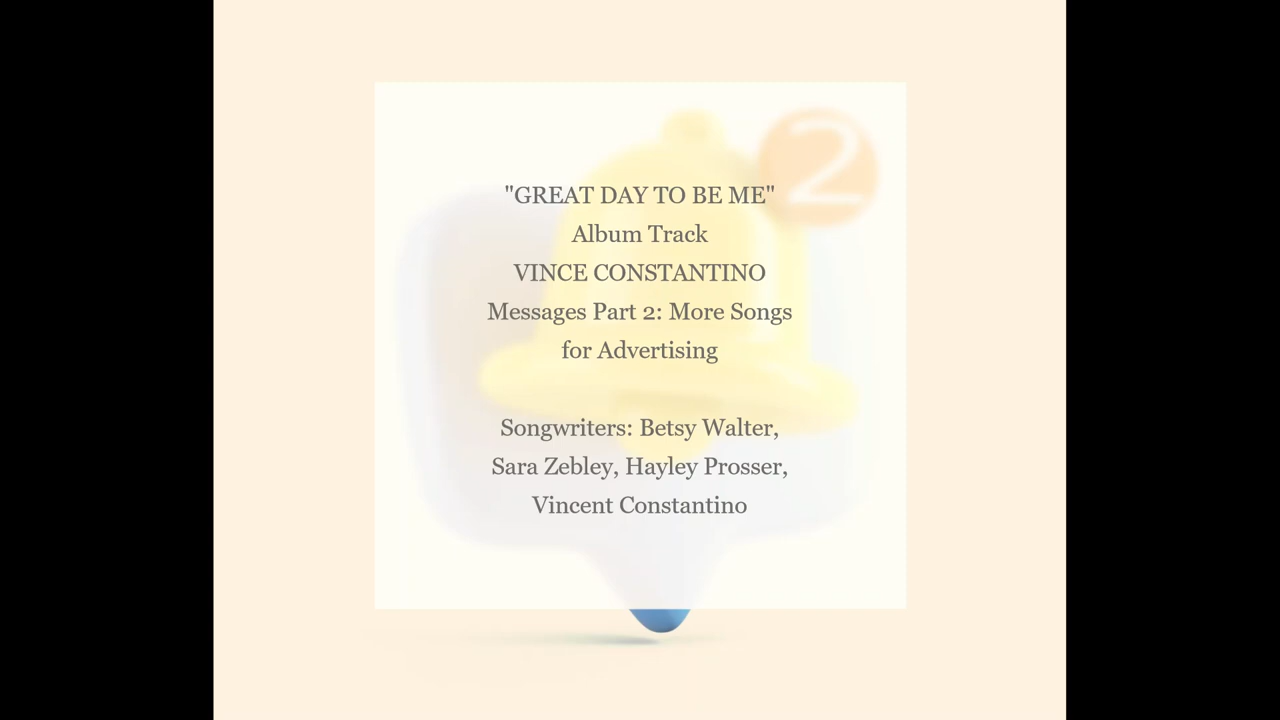 2
"GREAT DAY TO BE ME"
Album Track
VINCE CONSTANTINO
Messages Part 2: More Songs
for Advertising
Songwriters: Betsy Walter,
Sara Zebley, Hayley Prosser,
Vincent Constantino